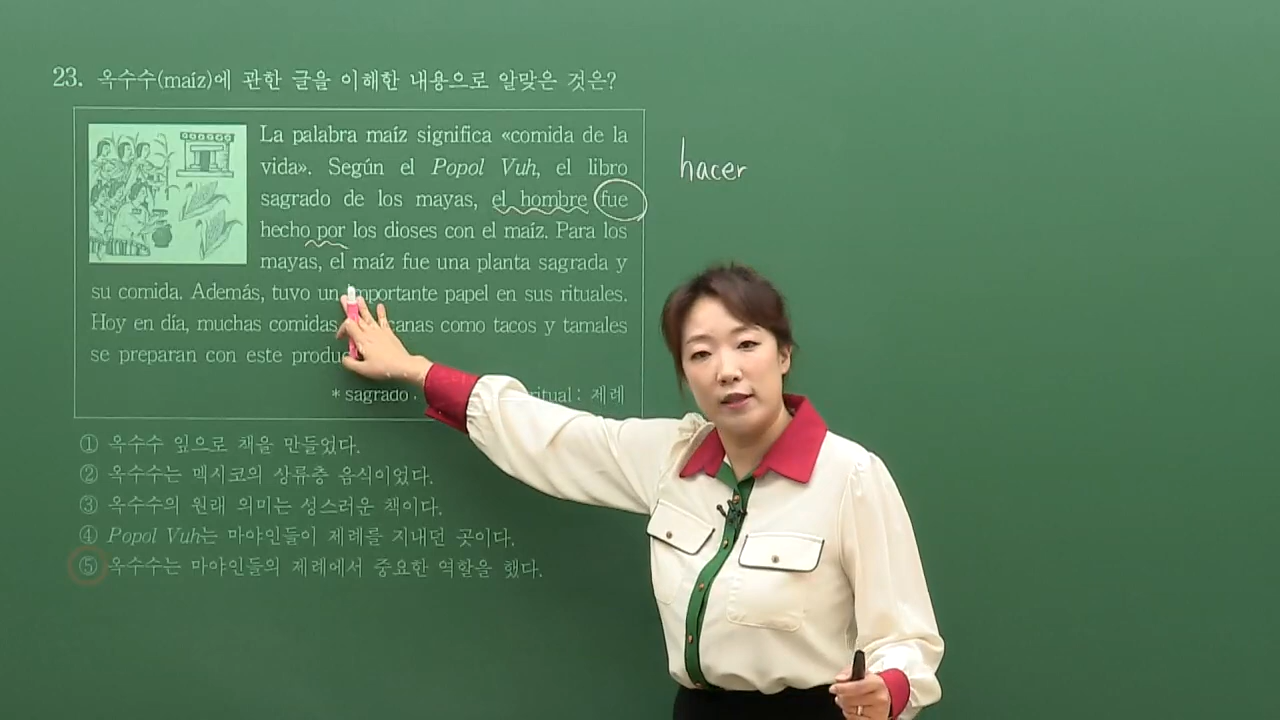 23. 옥수수(maíz)에 관한 글을 이해한 내용으로 알맞은 것은?
La palabra maíz significa «comida de la
vida». Según el Popol Vuh, el libro
sagrado de los mayas, el hombre fue
hecho por los dioses con el maíz. Para los
mayas, el maíz fue una planta sagrada y
su comida. Además, tuvo un importante papel en sus rituales.
Hoy en día, muchas comidas como tacos y tamales
se preparan con este
* sagrado ritual: 제례
① 옥수수 잎으로 책을 만들었다.
② 옥수수는 멕시코의 상류층 음식이었다.
③ 옥수수의 원래 의미는 성스러운 책이다.
④ Popol Vuh는 마야인들이 제례를 지내던 곳이다.
⑤ 옥수수는 마야인들의 제례에서 중요한 역할을 했다.
hacer